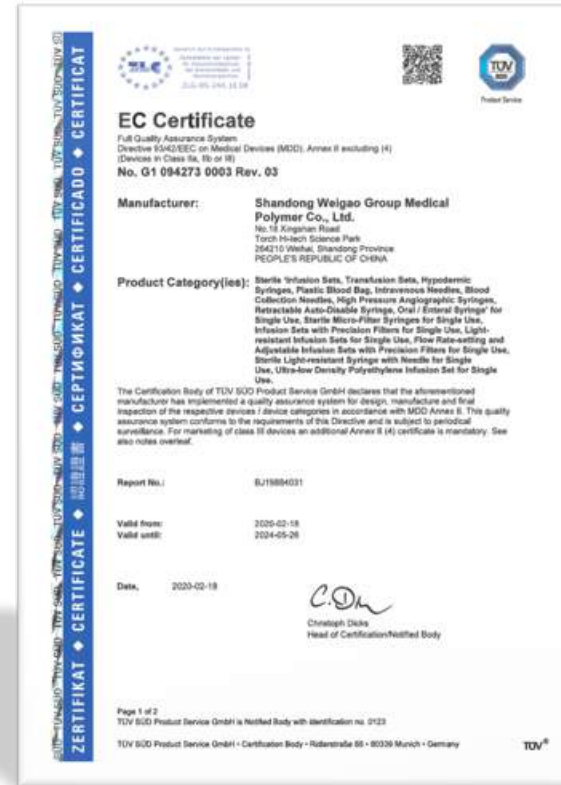 TÜV
SÜD
Product Service
EC Certificate
Full Quality Assurance System
Directive 93/42/EEC on Medical Devices (MDD), Annex II excluding (4)
(Devices in Class IIa, IIb or III)
No. G1 094273 0003 Rev. 03
Manufacturer:
Shandong Weigao Group Medical
Polymer Co., Ltd.
No.18 Xingshan Road
Torch Hi-tech Science Park
264210 Weihai, Shandong Province
PEOPLE'S REPUBLIC OF CHINA
Product Category(ies):
Sterile 'Infusion Sets, Transfusion Sets, Hypodermic
Syringes, Plastic Blood Bag, Intravenous Needles, Blood
Collection Needles, High Pressure Angiographic Syringes,
Retractable Auto-Disable Syringe, Oral / Enteral Syringe' for
Single Use, Sterile Micro-Filter Syringes for Single Use,
Infusion Sets with Precision Filters for Single Use, Light-
resistant Infusion Sets for Single Use, Flow Rate-setting and
Adjustable Infusion Sets with Precision Filters for Single Use,
Sterile Light-resistant Syringe with Needle for Single
Use, Ultra-low Density Polyethylene Infusion Set for Single
Use.
The Certification Body of TÜV SÜD Product Service GmbH declares that the aforementioned
manufacturer has implemented a quality assurance system for design, manufacture and final
inspection of the respective devices / device categories in accordance with MDD Annex II. This quality
assurance system conforms to the requirements of this Directive and is subject to periodical
surveillance. For marketing of class III devices an additional Annex II (4) certificate is mandatory. See
also notes overleaf.
Report No.:
BJ19884031
Valid from:
2020-02-18
Valid until:
2024-05-26
Date,
2020-02-18
Christoph Dicks
Head of Certification/Notified Body
Page 1 of 2
TÜV SÜD Product Service GmbH is Notified Body with identification no. 0123
TÜV SÜD Product Service GmbH • Certification Body • Ridlerstraße 65 • 80339 Munich • Germany
TÜV®
ZERTIFIKAT ◆ CERTIFICATE ◆ 認證證書 ◆ СЕРТИФИКАТ ◆ CERTIFICADO ◆ CERTIFICAT